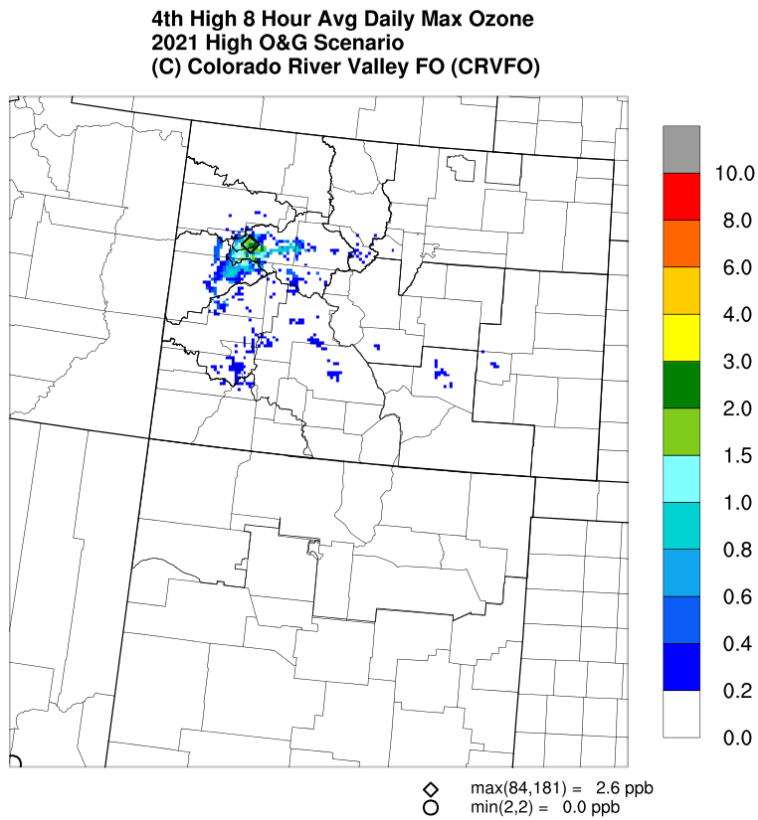 4th High 8 Hour Avg Daily Max Ozone
2021 High O&G Scenario
(C) Colorado River Valley FO (CRVFO)
10.0
8.0
6.0
4.0
3.0
2.0
1.5
1.0
0.8
0.6
0.4
0.2
0.0
max(84,181) = 2.6 ppb
min(2,2) = 0.0 ppb